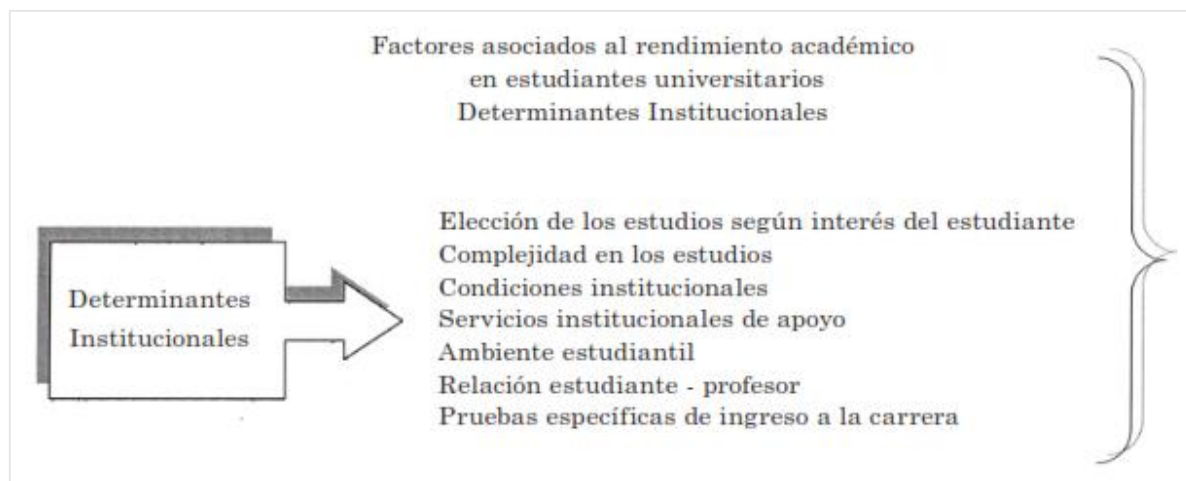 Factores asociados al rendimiento académico
en estudiantes universitarios
Determinantes Institucionales
Determinantes
Institucionales
Elección de los estudios según interés del estudiante
Complejidad en los estudios
Condiciones institucionales
Servicios institucionales de apoyo
Ambiente estudiantil
Relación estudiante - profesor
Pruebas específicas de ingreso a la carrera